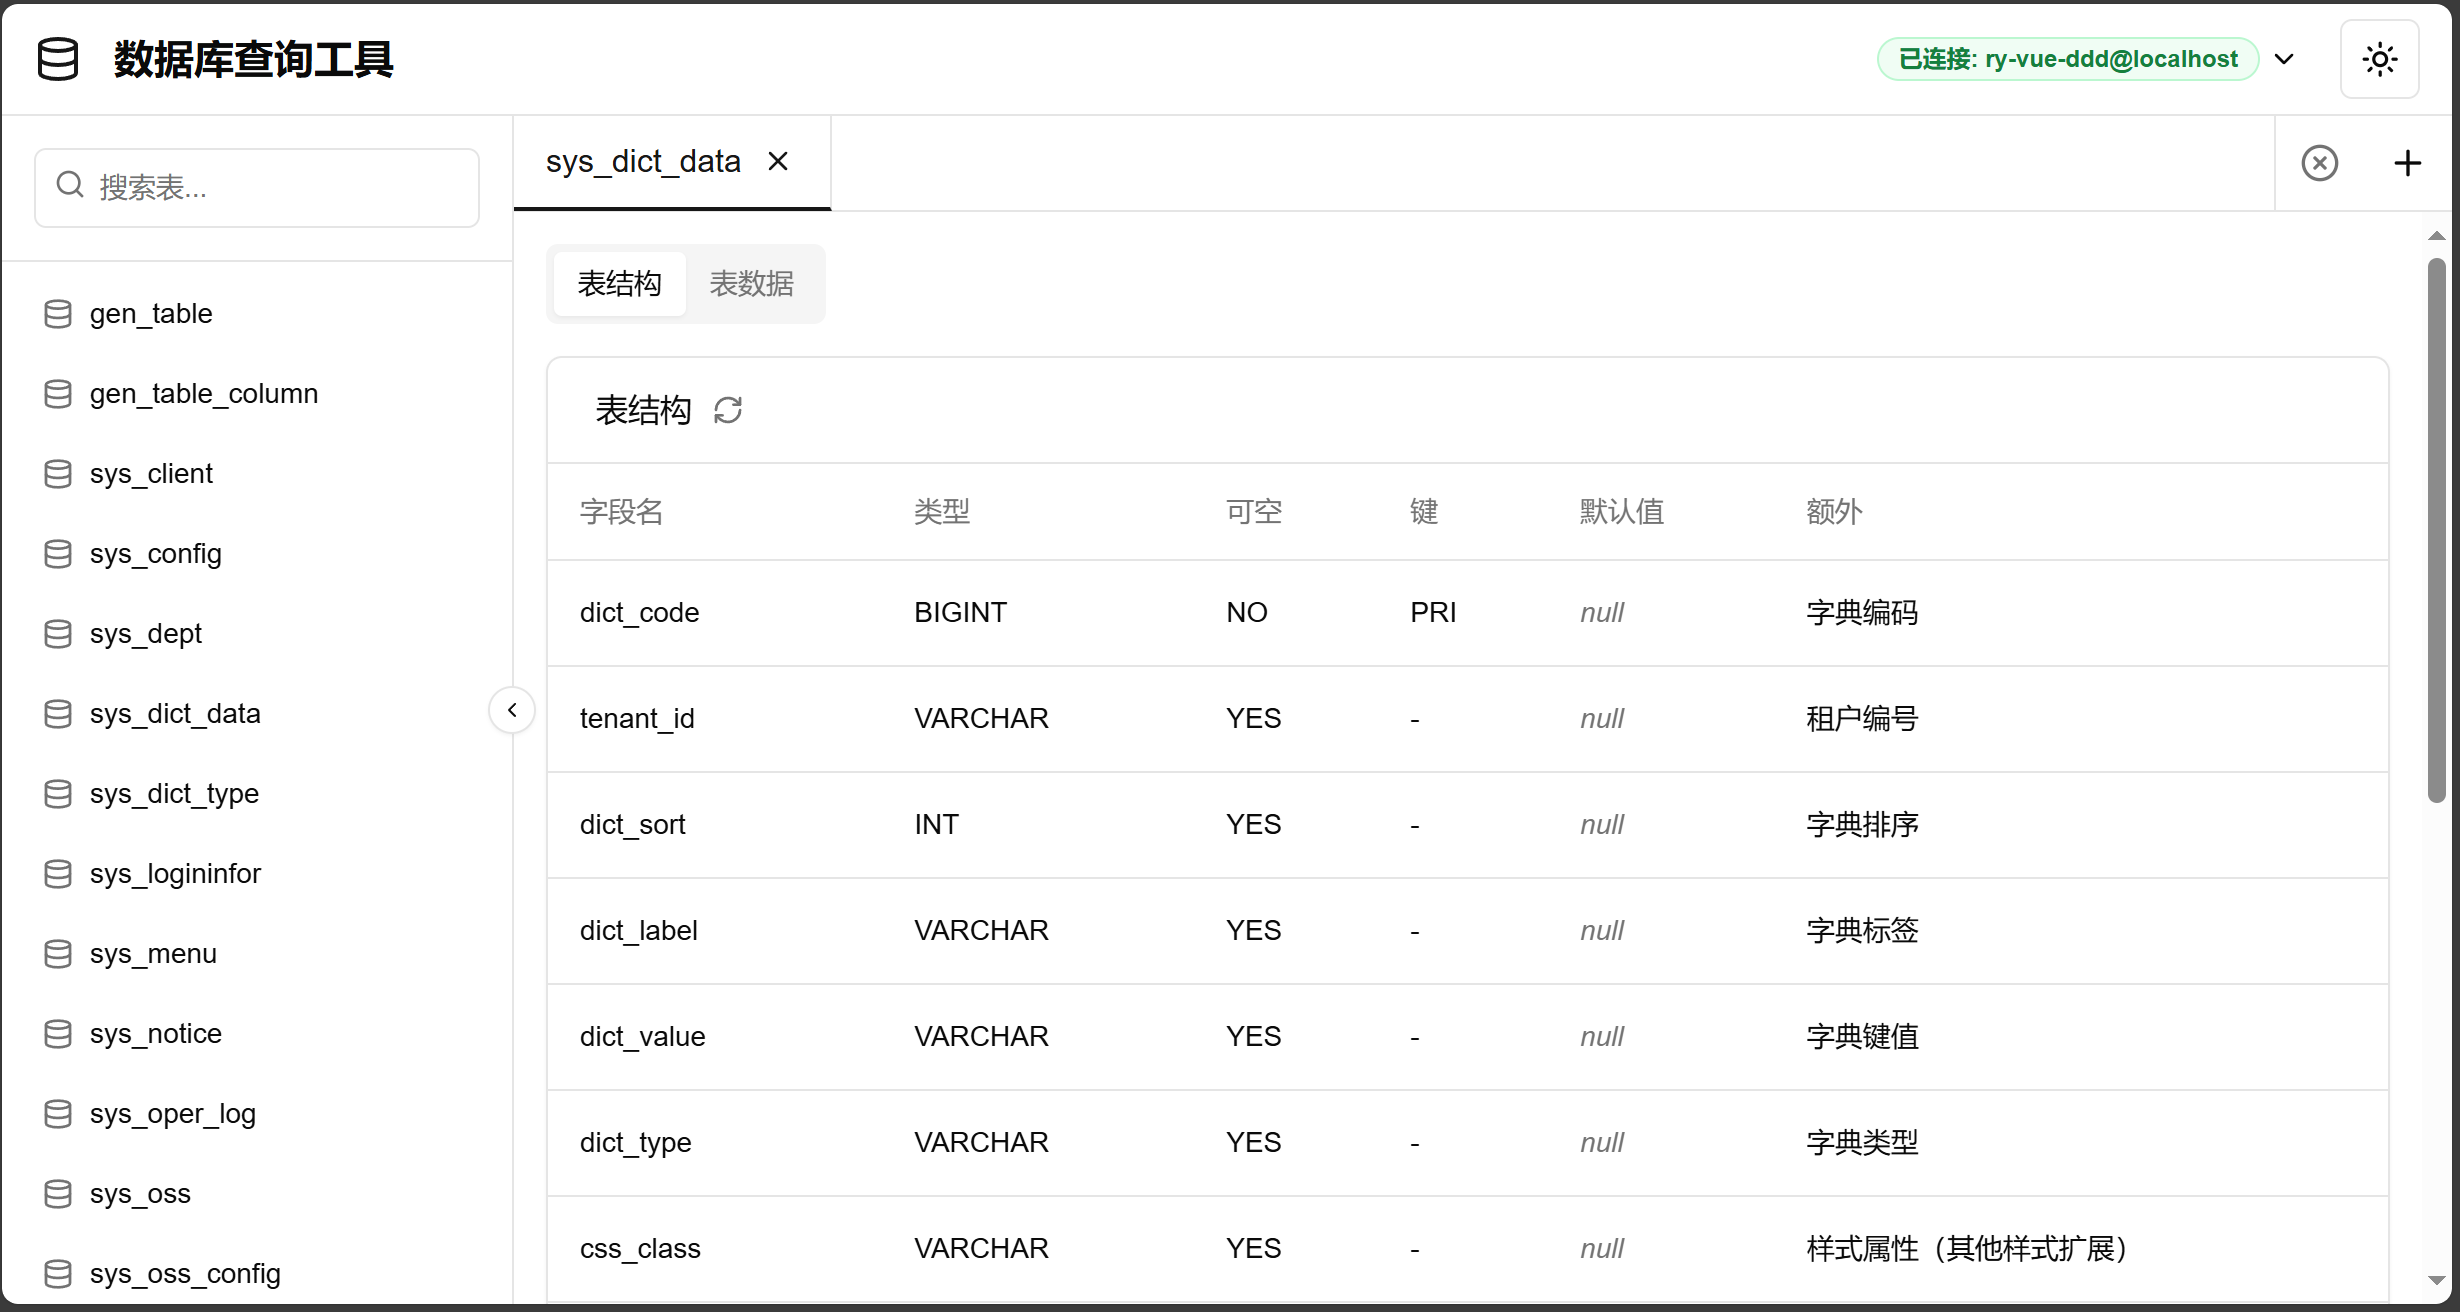 数据库查询工具
已连接: ry-vue-ddd@localhost
搜索表...
gen_table
gen_table_column
sys_client
sys_config
sys_dept
sys_dict_data
sys_dict_type
sys_logininfor
sys_menu
sys_notice
sys_oper_log
sys_oss
sys_oss_config
sys_dict_data
表结构 表数据
表结构
字段名 类型 可空 键 默认值 额外
dict_code BIGINT NO PRI null 字典编码
tenant_id VARCHAR YES - null 租户编号
dict_sort INT YES - null 字典排序
dict_label VARCHAR YES - null 字典标签
dict_value VARCHAR YES - null 字典键值
dict_type VARCHAR YES - null 字典类型
css_class VARCHAR YES - null 样式属性（其他样式扩展）